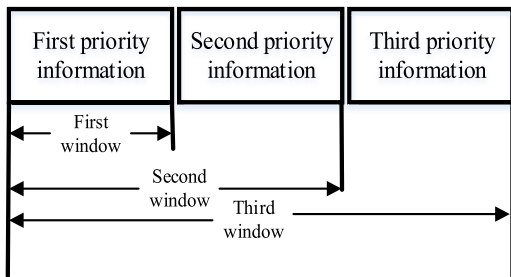 First priority
information
Second priority
information
Third priority
information
First
window
Second
window
Third
window